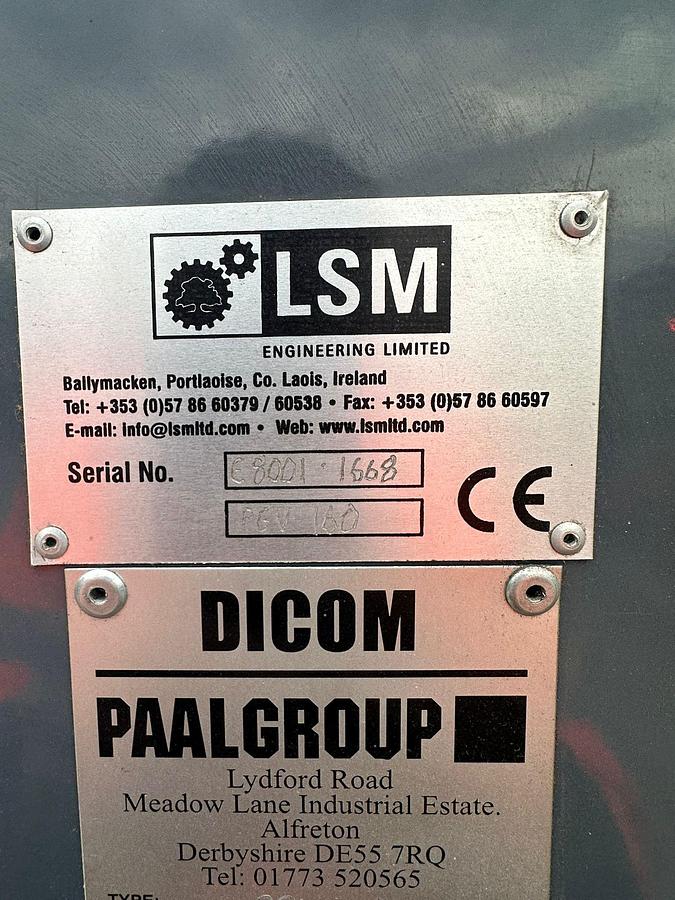 LSM
ENGINEERING LIMITED
Ballymacken, Portlaoise, Co. Laois, Ireland
Tel: +353 (0)57 86 60379 / 60538 • Fax: +353 (0)57 86 60597
E-mail: info@lsmltd.com • Web: www.lsmltd.com
Serial No. 8001 · 1668
CE
DICOM
PAALGROUP
Lydford Road
Meadow Lane Industrial Estate.
Alfreton
Derbyshire DE55 7RQ
Tel: 01773 520565
TYPE: